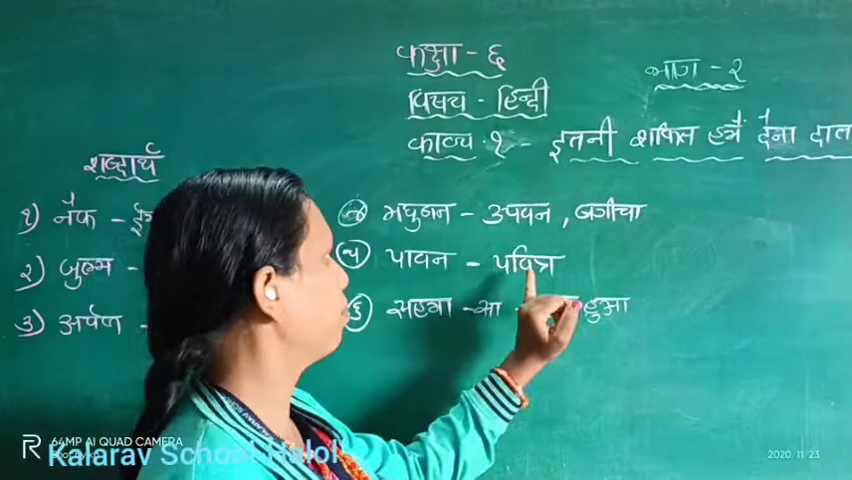 कक्षा - ६
भाग - २
विषय - हिन्दी
काव्य - १ - इतनी शक्ति हमें देना दाता
शब्दार्थ
१) नेक -
२) जुल्म -
३) अर्पण -
४) मधुबन - उपवन, बगीचा
५) पावन - पवित्र
६) सहमा - सा - हुआ
64MP AI QUAD CAMERA
Kalarav School-Halol
2020/11/23